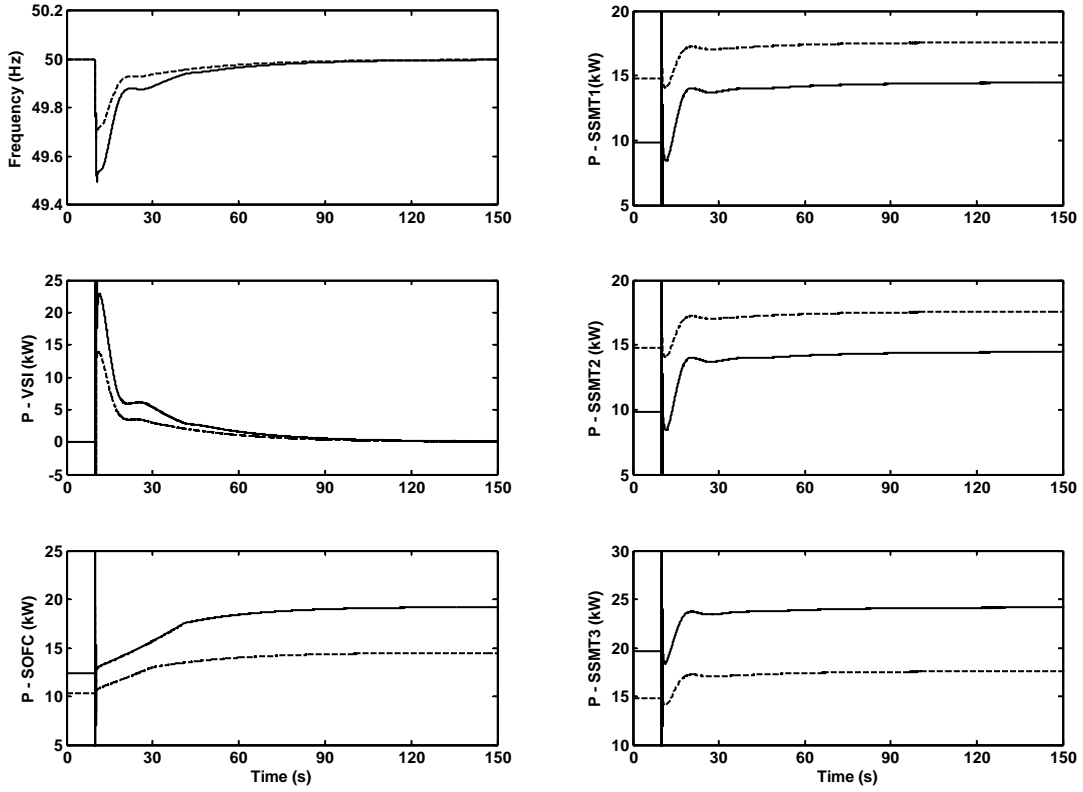 50.2
50
49.8
49.6
49.4
Frequency (Hz)
0 30 60 90 120 150
20
15
10
5
P - SSMT1(kW)
0 30 60 90 120 150
25
20
15
10
5
0
-5
P - VSI (kW)
0 30 60 90 120 150
20
15
10
5
P - SSMT2 (kW)
0 30 60 90 120 150
25
20
15
10
5
P - SOFC (kW)
0 30 60 90 120 150
Time (s)
30
25
20
15
10
P - SSMT3 (kW)
0 30 60 90 120 150
Time (s)